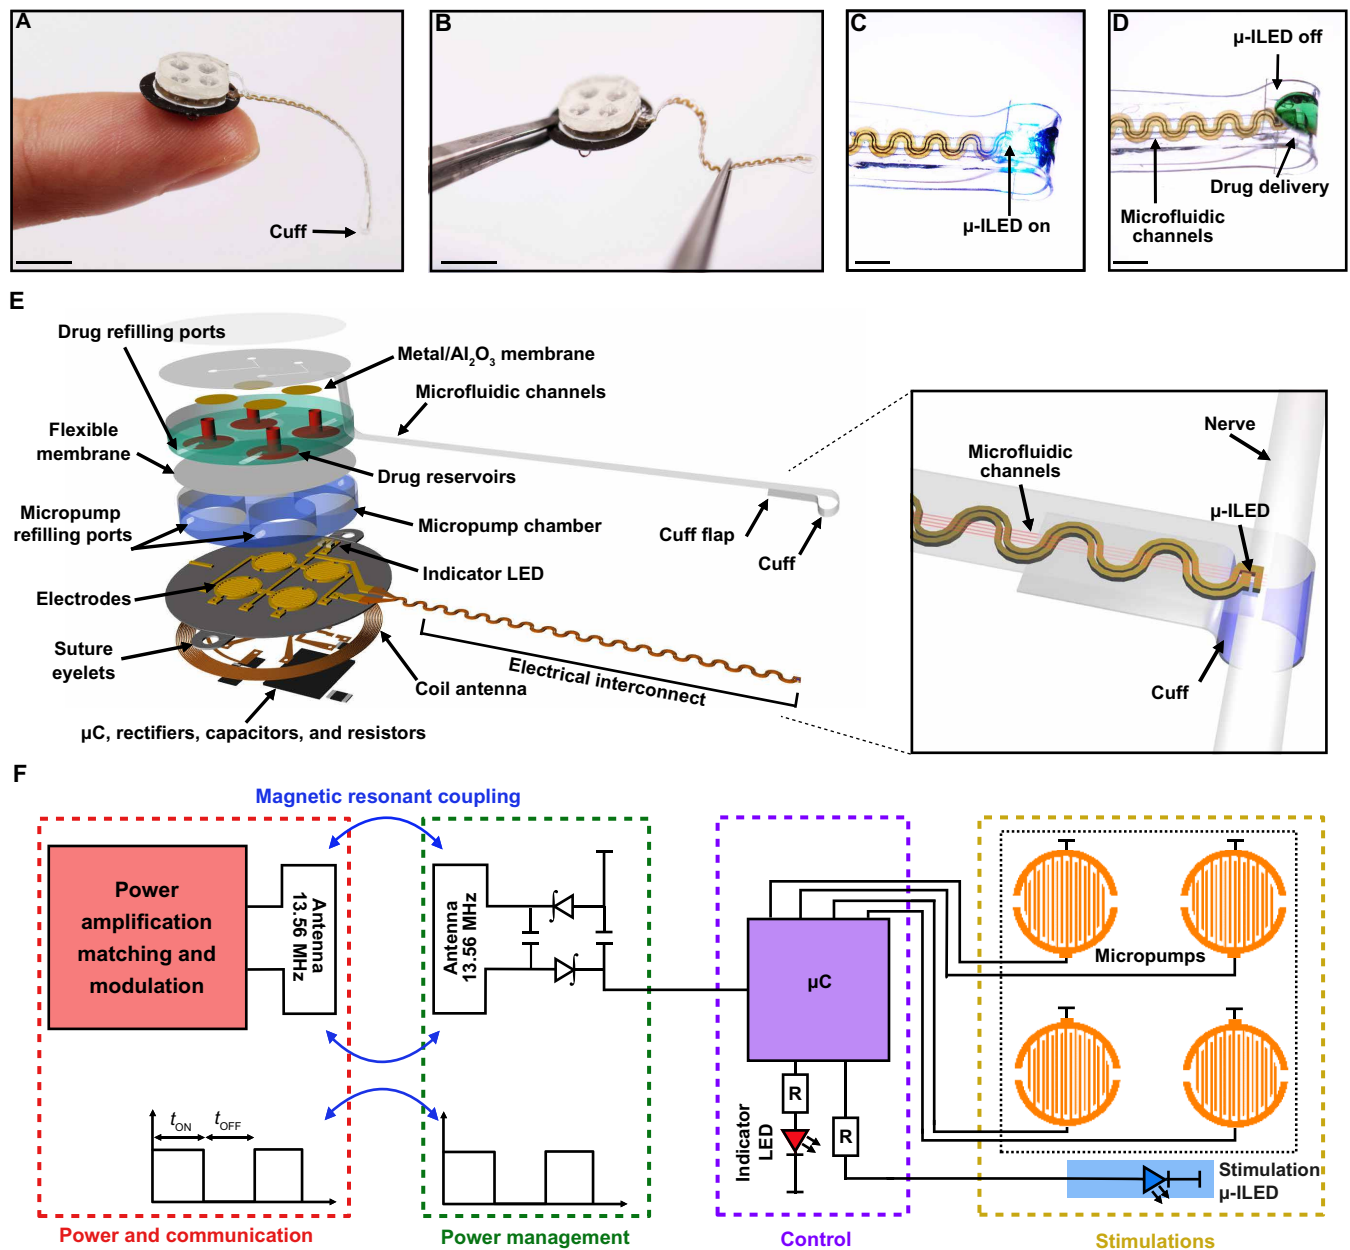 A
Cuff
B
C
μ-ILED on
D
μ-ILED off
Drug delivery
Microfluidic
channels
E
Drug refilling ports
Metal/Al₂O₃ membrane
Microfluidic channels
Flexible
membrane
Drug reservoirs
Micropump
refilling ports
Micropump chamber
Cuff flap
Cuff
Indicator LED
Electrodes
Suture
eyelets
Coil antenna
Electrical interconnect
μC, rectifiers, capacitors, and resistors
Nerve
Microfluidic
channels
μ-ILED
Cuff
F
Magnetic resonant coupling
Power
amplification
matching and
modulation
Antenna
13.56 MHz
Antenna
13.56 MHz
μC
Micropumps
tON
tOFF
R
R
Indicator
LED
Stimulation
μ-ILED
Power and communication
Power management
Control
Stimulations